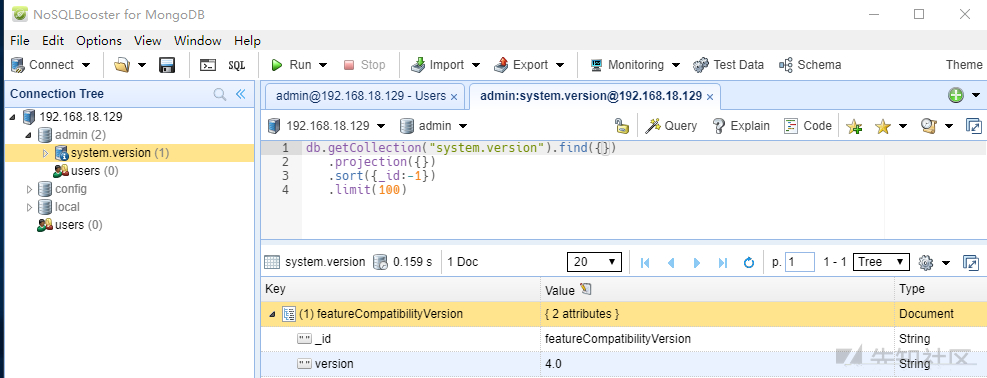 NoSQLBooster for MongoDB
File Edit Options View Window Help
Connect SQL Run Stop Import Export Monitoring Test Data Schema Theme
Connection Tree
192.168.18.129
admin (2)
system.version (1)
users (0)
config
local
users (0)
admin@192.168.18.129 - Users × admin:system.version@192.168.18.129 ×
192.168.18.129 admin Query Explain Code
1 db.getCollection("system.version").find({})
2 .projection({})
3 .sort({_id:-1})
4 .limit(100)
system.version 0.159 s 1 Doc 20 p. 1 1 - 1 Tree
Key Value Type
(1) featureCompatibilityVersion { 2 attributes } Document
"" _id featureCompatibilityVersion String
"" version 4.0 String
先知社区